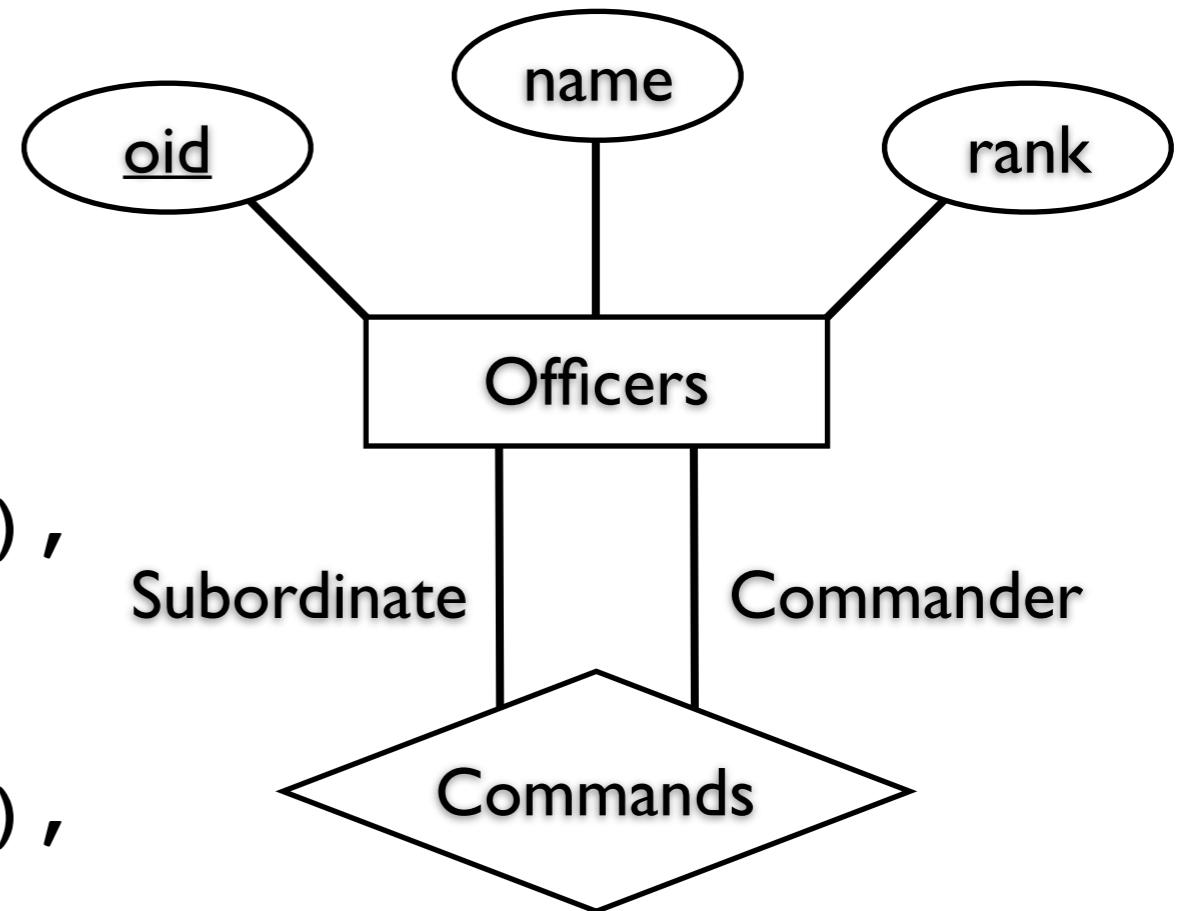 name
oid
rank
Officers
),
Subordinate
Commander
Commands
),